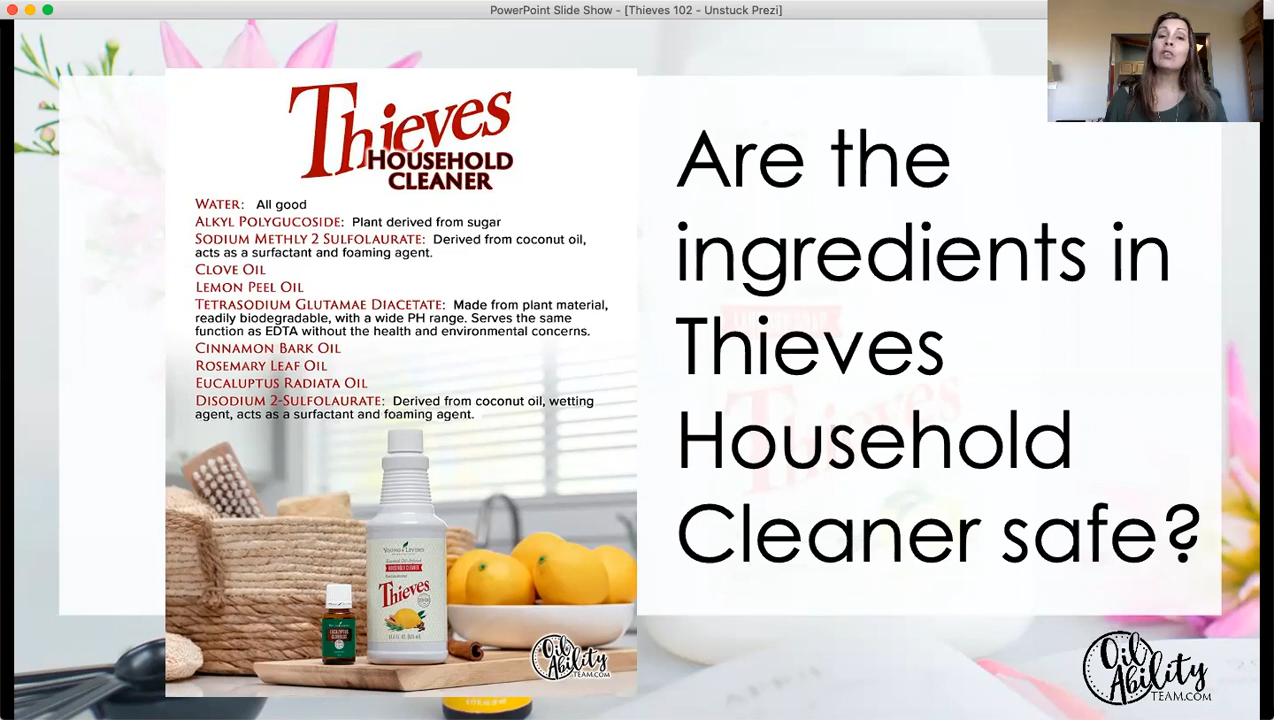 PowerPoint Slide Show - [Thieves 102 - Unstuck Prezi]
Thieves
HOUSEHOLD
CLEANER
WATER: All good
ALKYL POLYGUCOSIDE: Plant derived from sugar
SODIUM METHLY 2 SULFOLAURATE: Derived from coconut oil,
acts as a surfactant and foaming agent.
CLOVE OIL
LEMON PEEL OIL
TETRASODIUM GLUTAMAE DIACETATE: Made from plant material,
readily biodegradable, with a wide PH range. Serves the same
function as EDTA without the health and environmental concerns.
CINNAMON BARK OIL
ROSEMARY LEAF OIL
EUCALUPTUS RADIATA OIL
DISODIUM 2-SULFOLAURATE: Derived from coconut oil, wetting
agent, acts as a surfactant and foaming agent.
YOUNG LIVING
HOUSEHOLD CLEANER
Thieves
Oil
Ability
TEAM.COM
Are the
ingredients in
Thieves
Household
Cleaner safe?
Oil
Ability
TEAM.COM